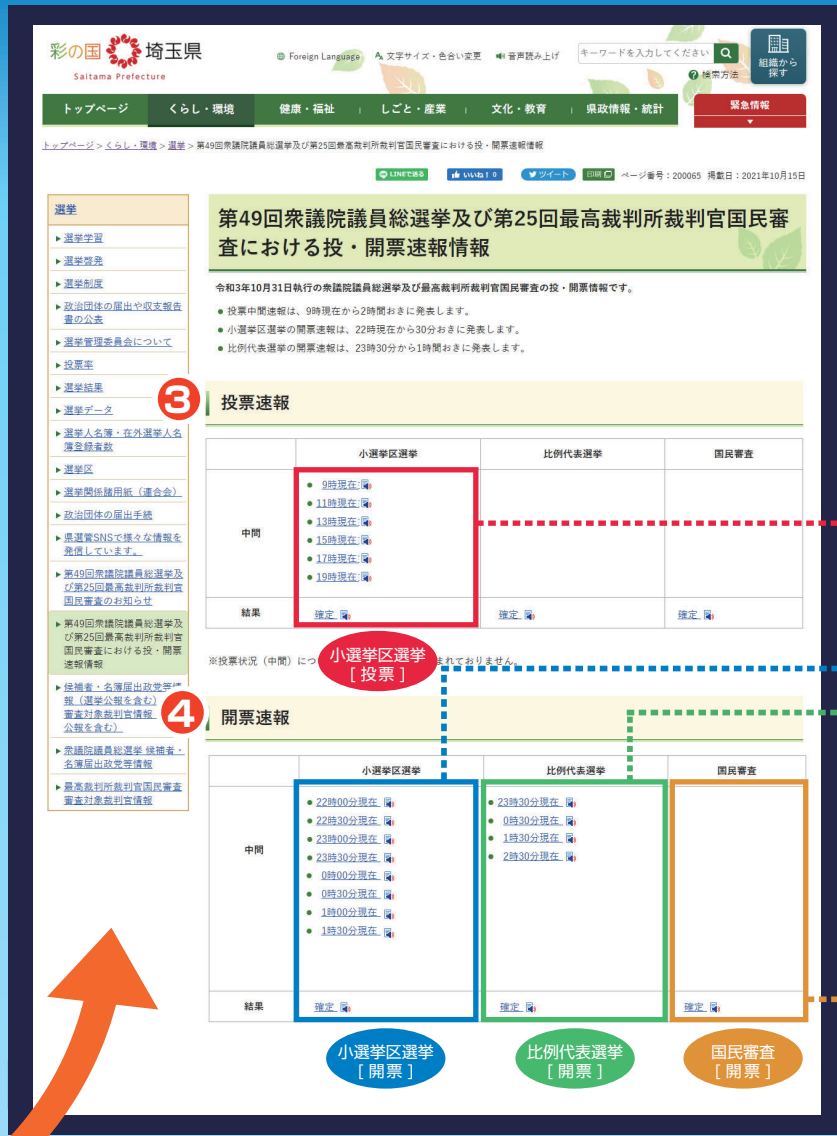 彩の国 埼玉県
Saitama Prefecture
Foreign Language
文字サイズ・色合い変更
音声読み上げ
キーワードを入力してください
検索方法
組織から
探す
トップページ
くらし・環境
健康・福祉
しごと・産業
文化・教育
県政情報・統計
緊急情報
トップページ > くらし・環境 > 選挙 > 第49回衆議院議員総選挙及び第25回最高裁判所裁判官国民審査における投・開票速報情報
LINEで送る
いいね! 0
ツイート
印刷
ページ番号:200065 掲載日:2021年10月15日
選挙
選挙学習
選挙啓発
選挙制度
政治団体の届出や収支報告
書の公表
選挙管理委員会について
投票率
選挙結果
選挙データ
選挙人名簿・在外選挙人名
簿登録者数
選挙区
選挙関係諸用紙(連合会)
政治団体の届出手続
県選管SNSで様々な情報を
発信しています。
第49回衆議院議員総選挙及
び第25回最高裁判所裁判官
国民審査のお知らせ
第49回衆議院議員総選挙及
び第25回最高裁判所裁判官
国民審査における投・開票
速報情報
候補者・名簿届出政党等情
報(選挙公報を含む)
審査対象裁判官情報
公報を含む)
衆議院議員総選挙 候補者・
名簿届出政党等情報
最高裁判所裁判官国民審査
審査対象裁判官情報
第49回衆議院議員総選挙及び第25回最高裁判所裁判官国民審
査における投・開票速報情報
令和3年10月31日執行の衆議院議員総選挙及び最高裁判所裁判官国民審査の投・開票情報です。
● 投票中間速報は、9時現在から2時間おきに発表します。
● 小選挙区選挙の開票速報は、22時現在から30分おきに発表します。
● 比例代表選挙の開票速報は、23時30分から1時間おきに発表します。
3
投票速報
小選挙区選挙
比例代表選挙
国民審査
中間
● 9時現在
● 11時現在
● 13時現在
● 15時現在
● 17時現在
● 19時現在
結果
確定
確定
確定
※投票状況(中間)につ
まれておりません。
小選挙区選挙
[ 投票 ]
4
開票速報
小選挙区選挙
比例代表選挙
国民審査
中間
● 22時00分現在
● 22時30分現在
● 23時00分現在
● 23時30分現在
● 0時00分現在
● 0時30分現在
● 1時00分現在
● 1時30分現在
● 23時30分現在
● 0時30分現在
● 1時30分現在
● 2時30分現在
結果
確定
確定
確定
小選挙区選挙
[ 開票 ]
比例代表選挙
[ 開票 ]
国民審査
[ 開票 ]